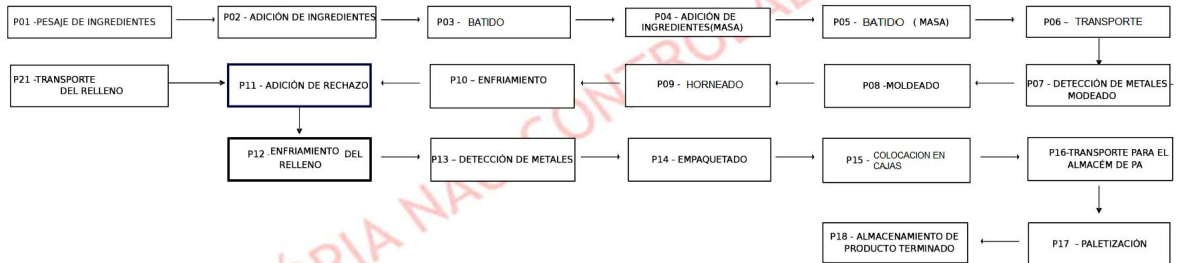 P01 -PESAJE DE INGREDIENTES
P02 - ADICIÓN DE INGREDIENTES
P03 - BATIDO
P04 - ADICIÓN DE
INGREDIENTES(MASA)
P05 - BATIDO ( MASA)
P06 – TRANSPORTE
P21 -TRANSPORTE
DEL RELLENO
P11 - ADICIÓN DE RECHAZO
P10 – ENFRIAMIENTO
P09 - HORNEADO
P08 -MOLDEADO
P07 - DETECCIÓN DE METALES -
MODEADO
P12 .ENFRIAMIENTO DEL
RELLENO
P13 – DETECCIÓN DE METALES
P14 - EMPAQUETADO
P15 - COLOCACION EN
CAJAS
P16-TRANSPORTE PARA EL
ALMACÉM DE PA
P18 - ALMACENAMIENTO DE
PRODUCTO TERMINADO
P17 - PALETIZACIÓN